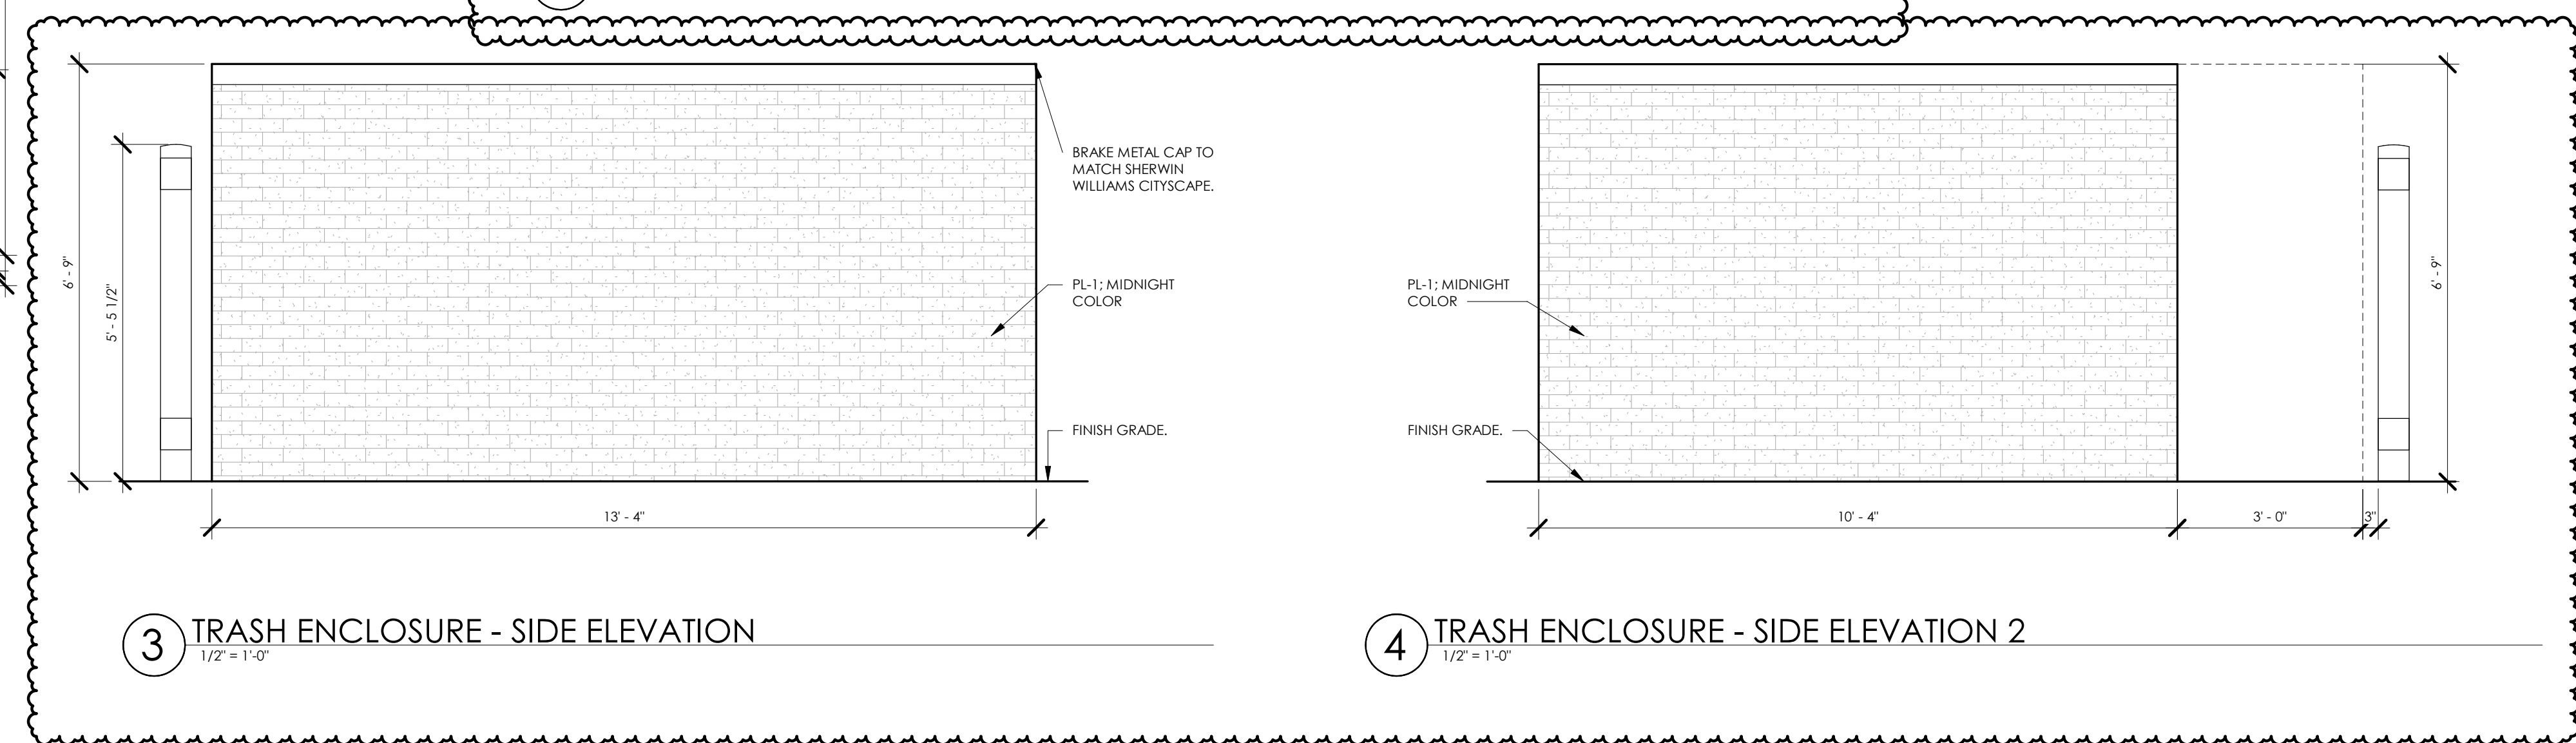 BRAKE METAL CAP TO
MATCH SHERWIN
WILLIAMS CITYSCAPE.
6' - 9"
5' - 5 1/2"
PL-1; MIDNIGHT
COLOR
FINISH GRADE.
13' - 4"
3 TRASH ENCLOSURE - SIDE ELEVATION
1/2" = 1'-0"
PL-1; MIDNIGHT
COLOR
FINISH GRADE.
6' - 9"
10' - 4"
3' - 0"
3"
4 TRASH ENCLOSURE - SIDE ELEVATION 2
1/2" = 1'-0"